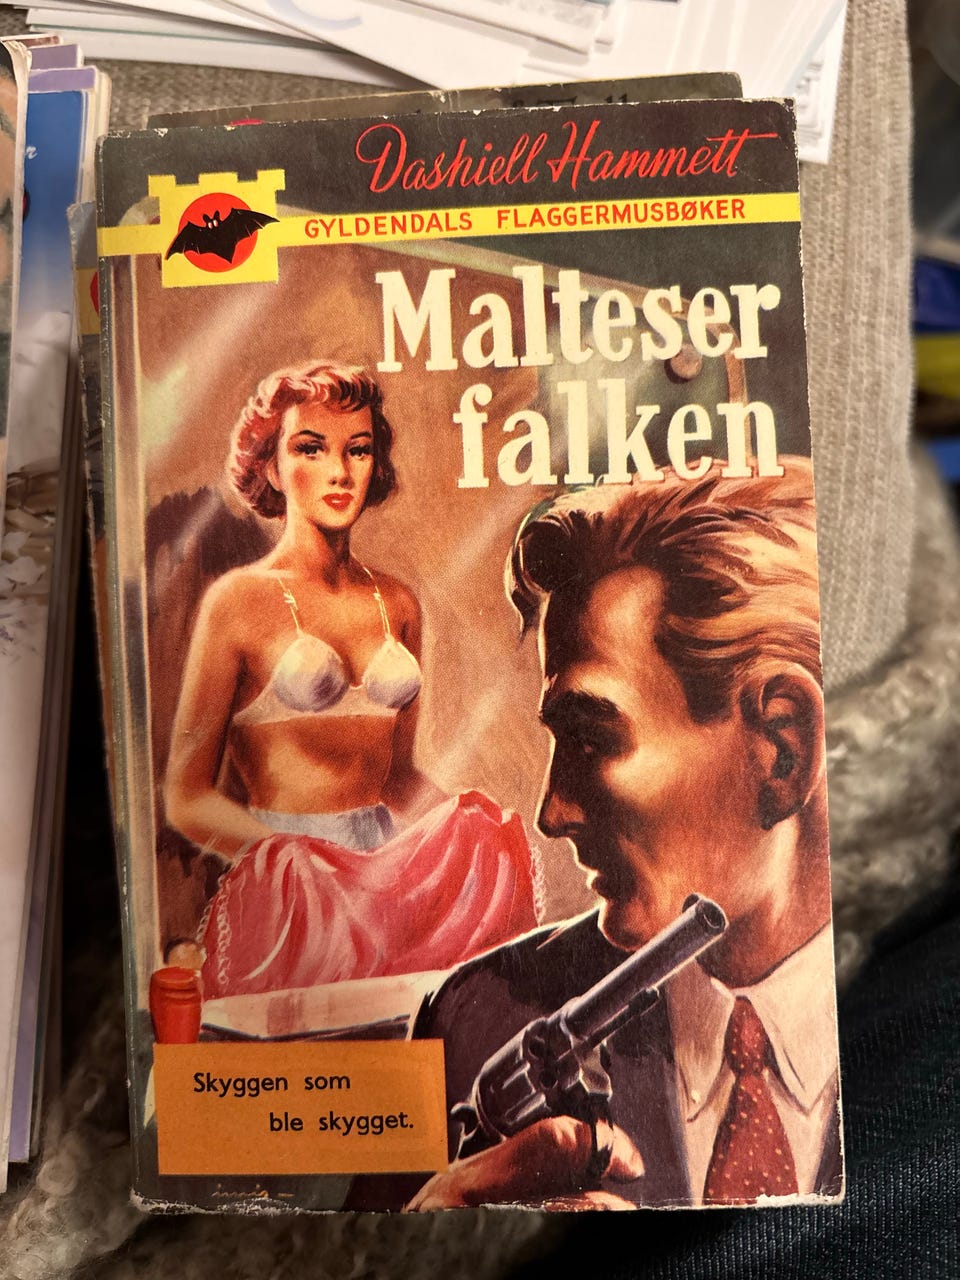 Dashiell Hammett
GYLDENDALS FLAGGERMUSBØKER
Malteser
falken
Skyggen som
ble skygget.